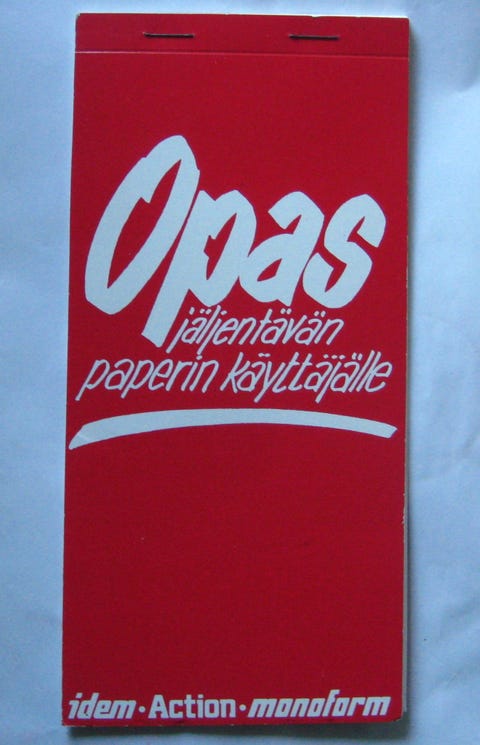 Opas
jäljentävän
paperin käyttäjälle
idem · Action · monoform